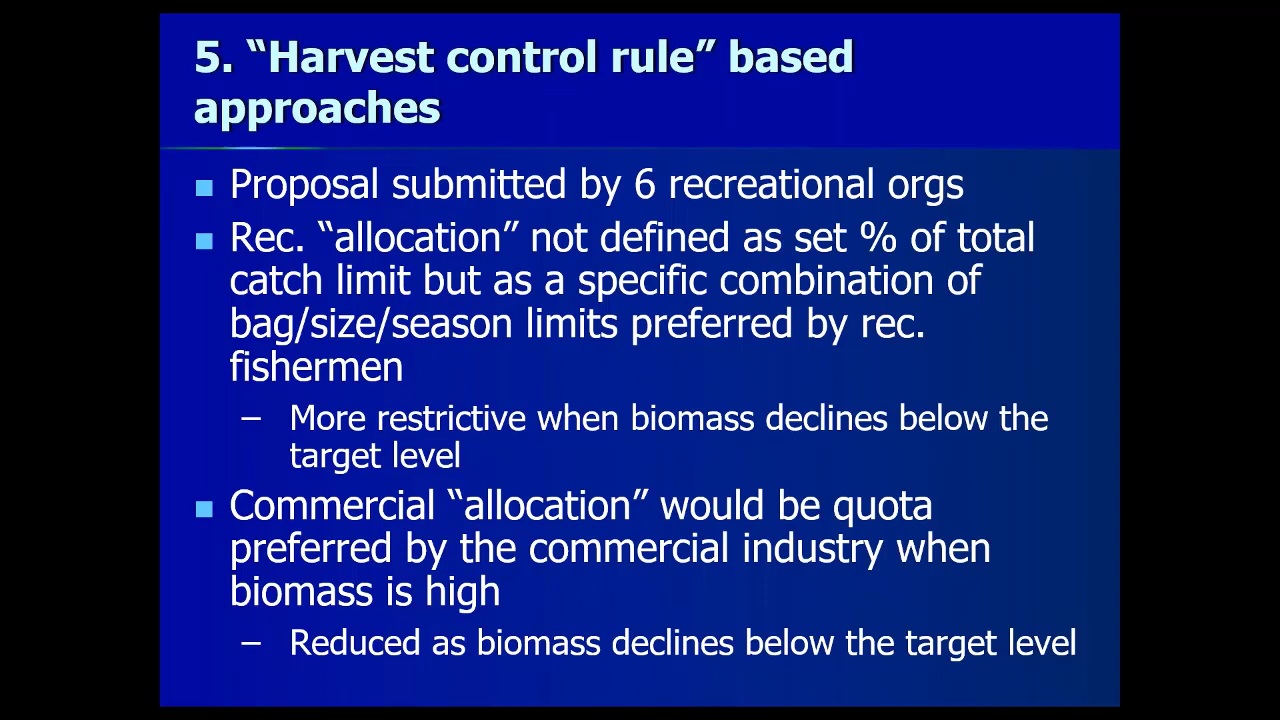 5. “Harvest control rule” based
approaches
Proposal submitted by 6 recreational orgs
Rec. “allocation” not defined as set % of total
catch limit but as a specific combination of
bag/size/season limits preferred by rec.
fishermen
– More restrictive when biomass declines below the
target level
Commercial “allocation” would be quota
preferred by the commercial industry when
biomass is high
– Reduced as biomass declines below the target level